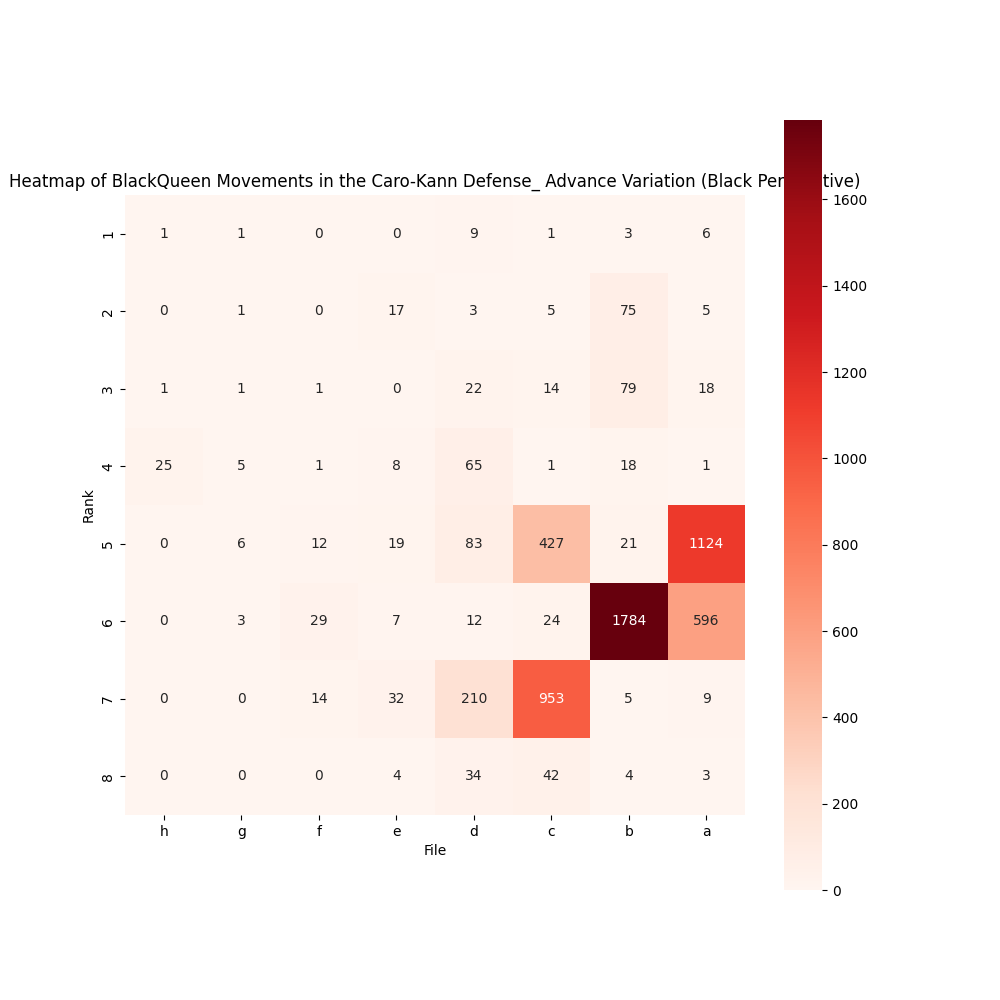 Heatmap of BlackQueen Movements in the Caro-Kann Defense_ Advance Variation (Black Per tive)
1 1 1 0 0 9 1 3 6
2 0 1 0 17 3 5 75 5
3 1 1 1 0 22 14 79 18
4 25 5 1 8 65 1 18 1
5 0 6 12 19 83 427 21 1124
6 0 3 29 7 12 24 1784 596
7 0 0 14 32 210 953 5 9
8 0 0 0 4 34 42 4 3
h g f e d c b a
File
Rank
1600
1400
1200
1000
800
600
400
200
0